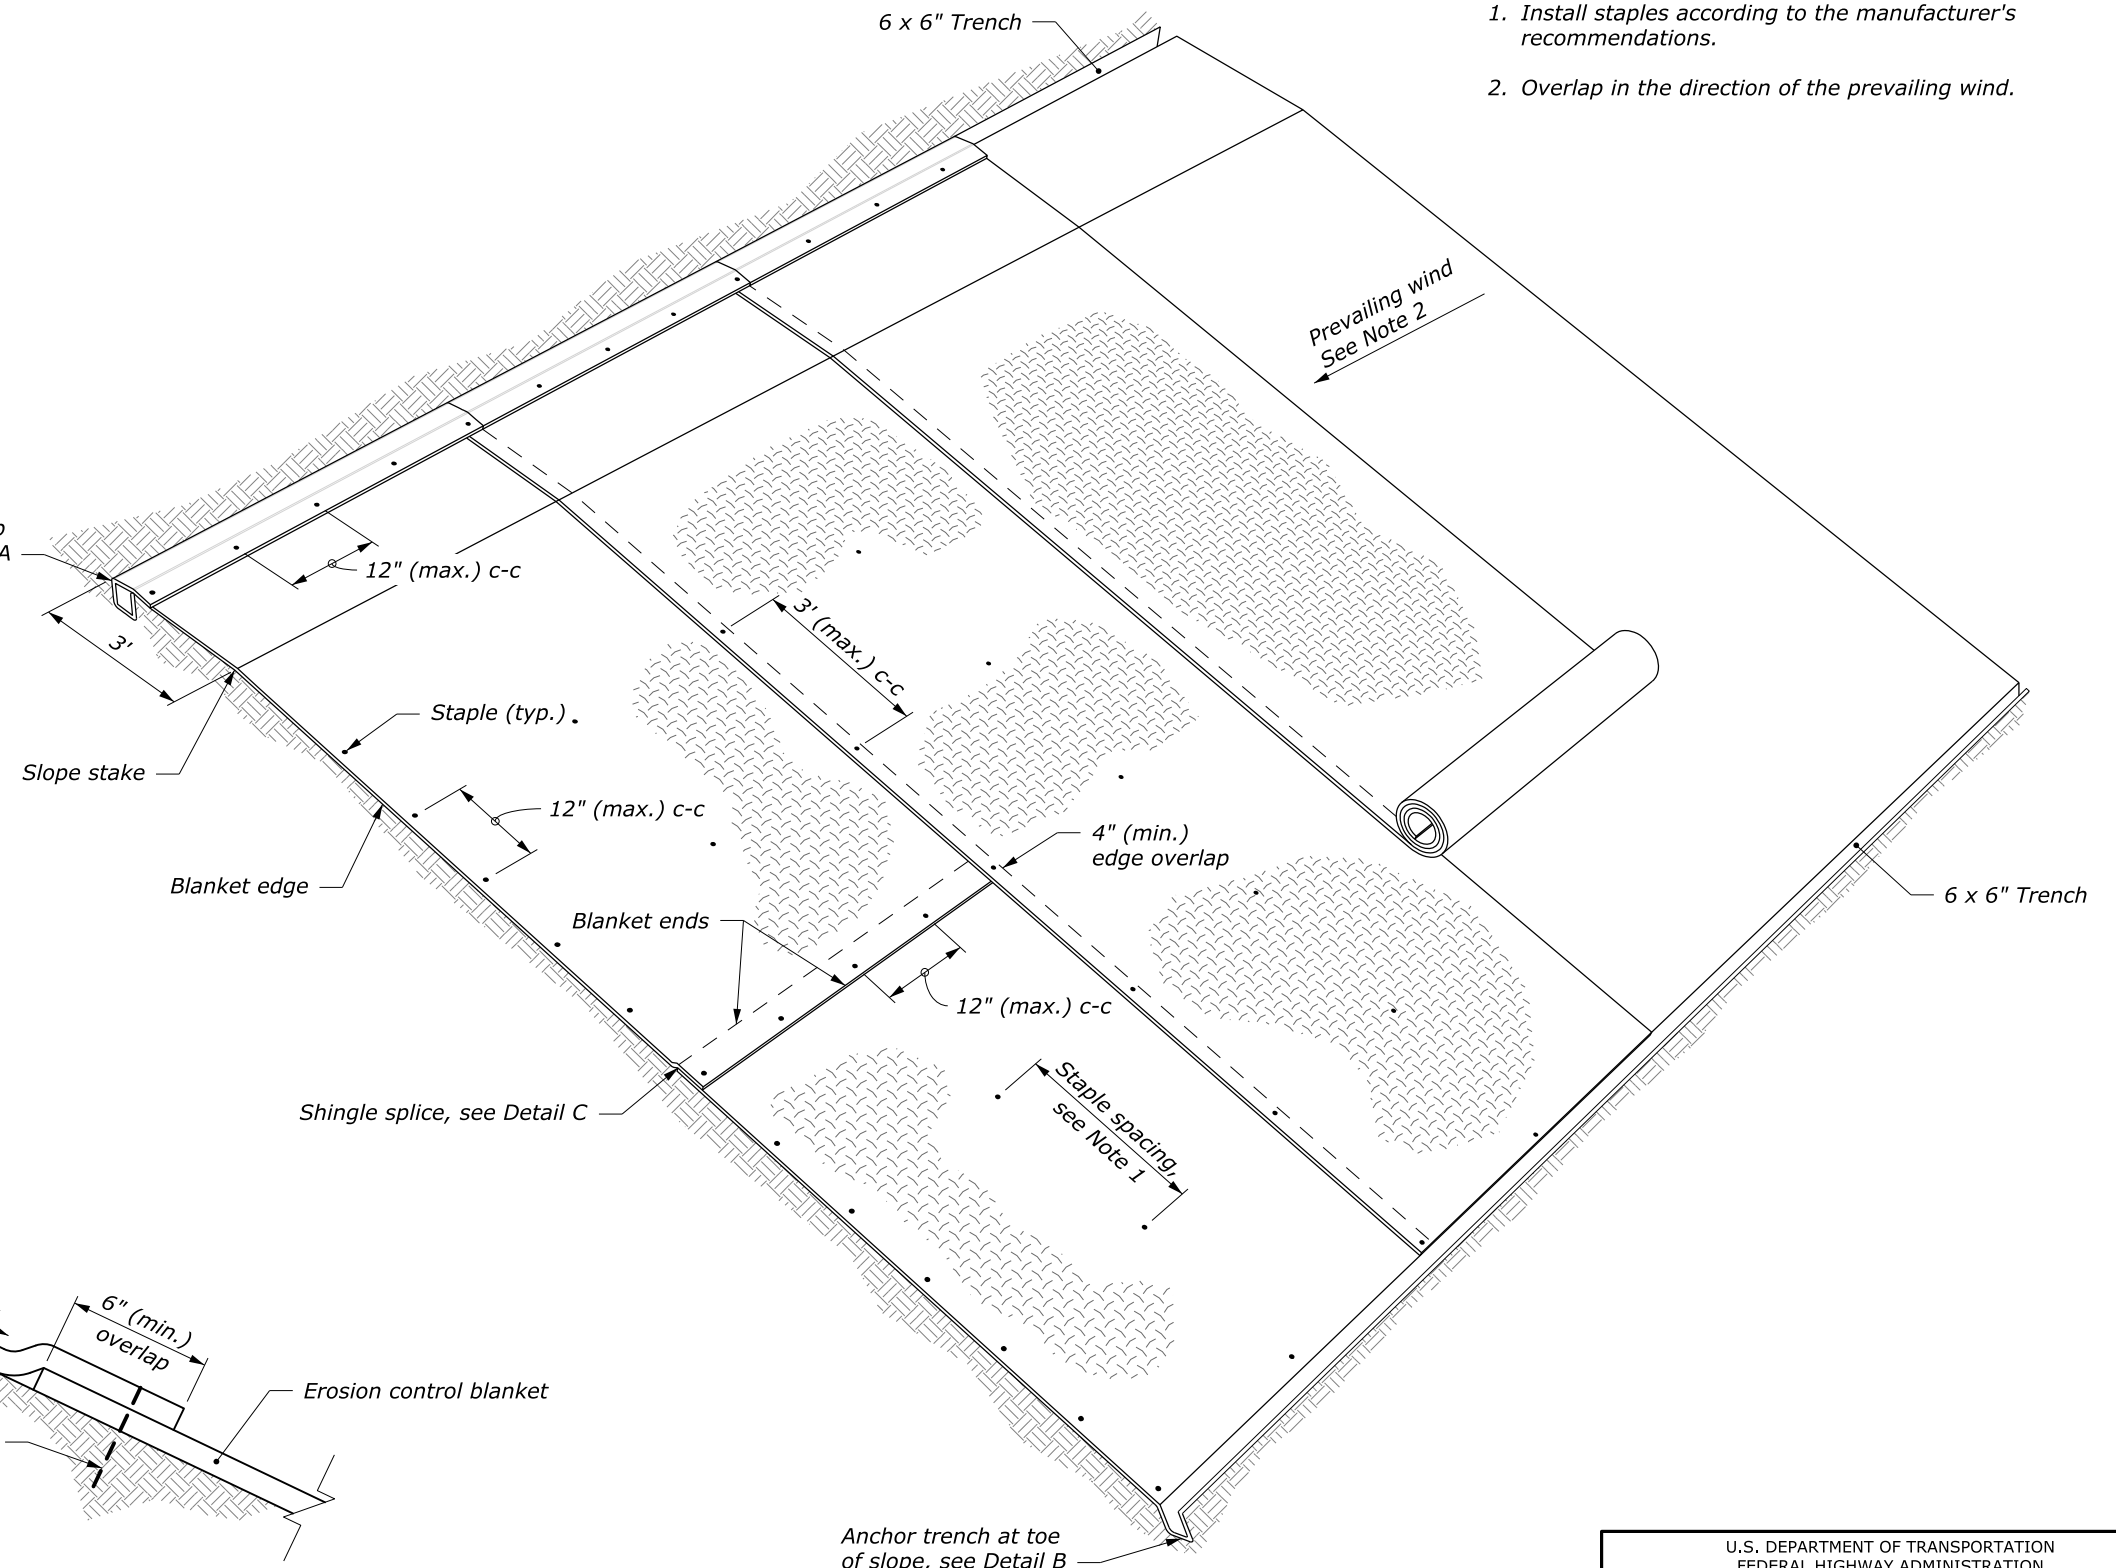 6 x 6" Trench
1. Install staples according to the manufacturer's
recommendations.
2. Overlap in the direction of the prevailing wind.
Prevailing wind
See Note 2
A
12" (max.) c-c
3'
3' (max.) c-c
Staple (typ.)
Slope stake
12" (max.) c-c
4" (min.)
edge overlap
Blanket edge
6 x 6" Trench
Blanket ends
12" (max.) c-c
Staple spacing,
see Note 1
Shingle splice, see Detail C
6" (min.)
overlap
Erosion control blanket
Anchor trench at toe
of slope, see Detail B
U.S. DEPARTMENT OF TRANSPORTATION
FEDERAL HIGHWAY ADMINISTRATION